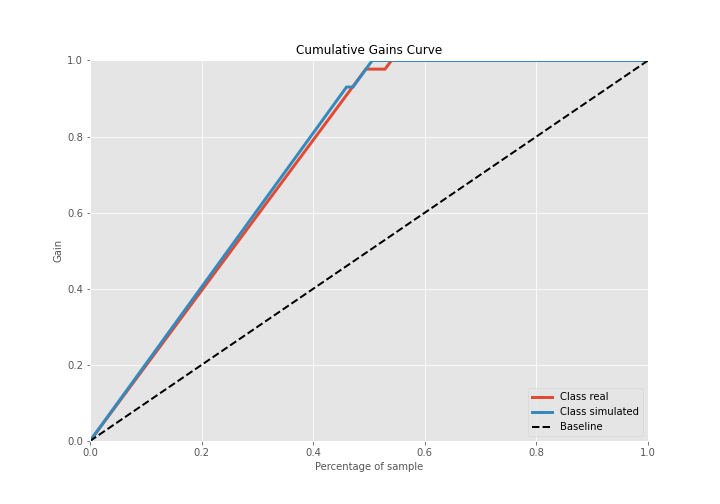 Cumulative Gains Curve
1.0
0.8
0.6
0.4
0.2
0.0
Gain
0.0 0.2 0.4 0.6 0.8 1.0
Percentage of sample
Class real
Class simulated
Baseline